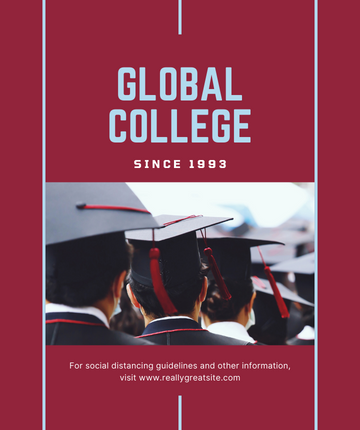 GLOBAL
COLLEGE
SINCE 1993
For social distancing guidelines and other information,
visit www.reallygreatsite.com